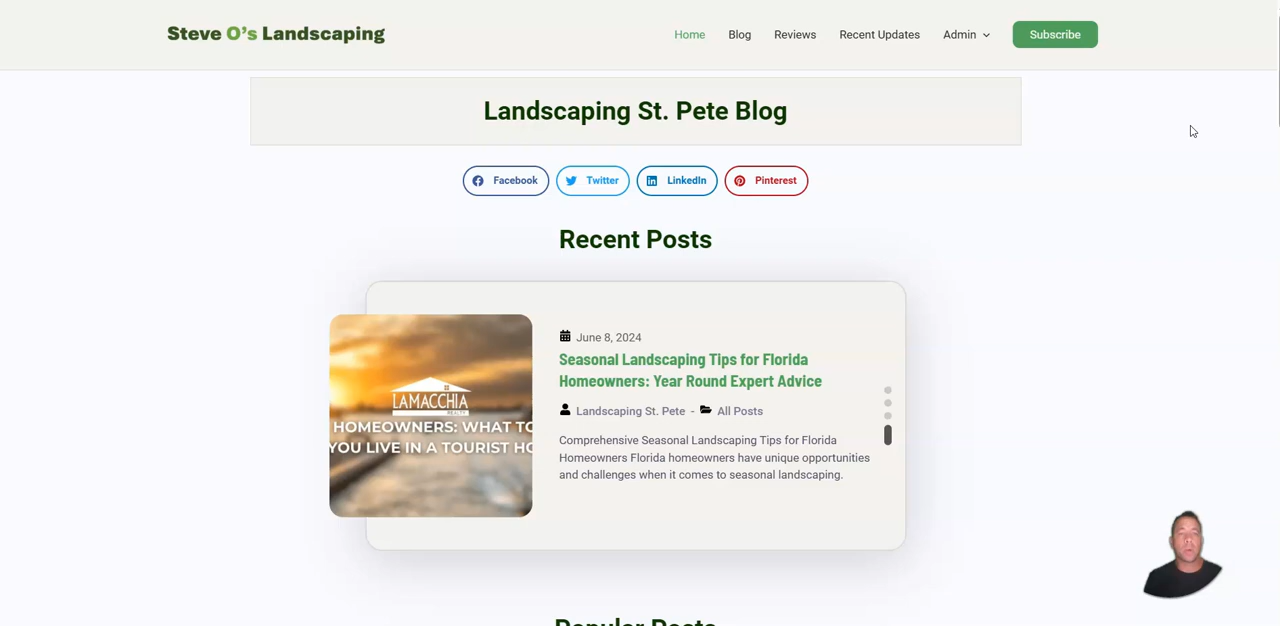 Steve O's Landscaping
Home Blog Reviews Recent Updates Admin Subscribe
Landscaping St. Pete Blog
Facebook Twitter LinkedIn Pinterest
Recent Posts
June 8, 2024
Seasonal Landscaping Tips for Florida
Homeowners: Year Round Expert Advice
Landscaping St. Pete - All Posts
Comprehensive Seasonal Landscaping Tips for Florida
Homeowners Florida homeowners have unique opportunities
and challenges when it comes to seasonal landscaping.
LAMACCHIA
REALTY
HOMEOWNERS: WHAT TO
YOU LIVE IN A TOURIST HO
Popular Posts